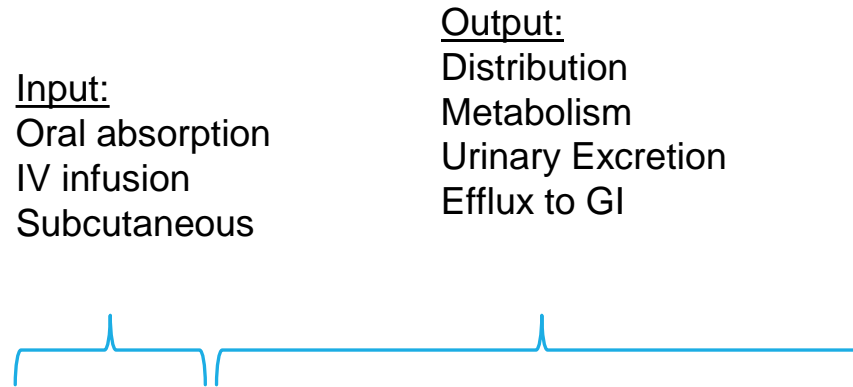 Input:
Oral absorption
IV infusion
Subcutaneous
Output:
Distribution
Metabolism
Urinary Excretion
Efflux to GI